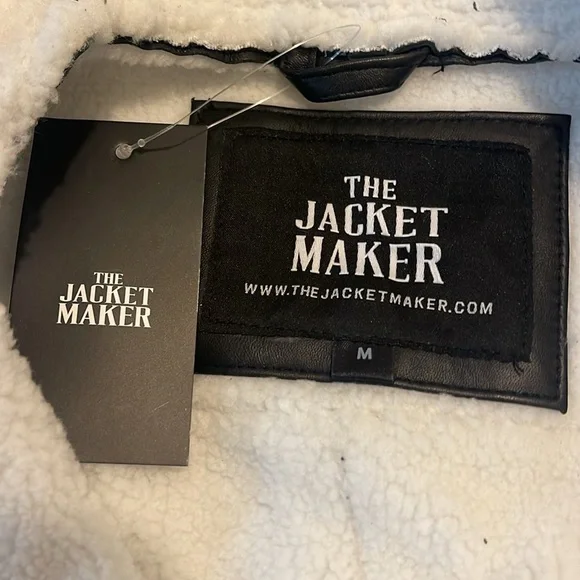 THE
JACKET
MAKER
THE
JACKET
MAKER
WWW.THEJACKETMAKER.COM
M